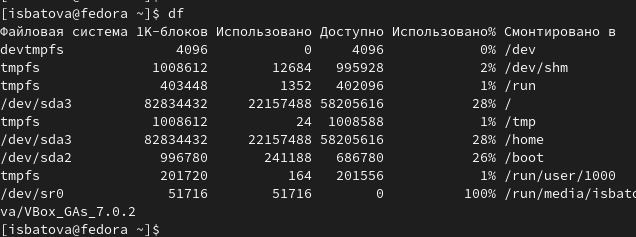 [isbatova@fedora ~]$ df
Файловая система 1K-блоков Использовано Доступно Использовано% Смонтировано в
devtmpfs 4096 0 4096 0% /dev
tmpfs 1008612 12684 995928 2% /dev/shm
tmpfs 403448 1352 402096 1% /run
/dev/sda3 82834432 22157488 58205616 28% /
tmpfs 1008612 24 1008588 1% /tmp
/dev/sda3 82834432 22157488 58205616 28% /home
/dev/sda2 996780 241188 686780 26% /boot
tmpfs 201720 164 201556 1% /run/user/1000
/dev/sr0 51716 51716 0 100% /run/media/isbato
va/VBox_GAs_7.0.2
[isbatova@fedora ~]$